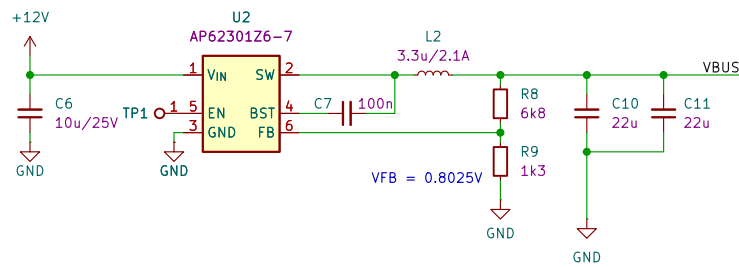 +12V
U2
AP62301Z6-7
L2
3.3u/2.1A
VBUS
1 VIN SW 2
C6
10u/25V
TP1 1 5 EN BST 4 C7 100n
3 GND FB 6
R8
6k8
C10
22u
C11
22u
R9
1k3
VFB = 0.8025V
GND
GND
GND
GND